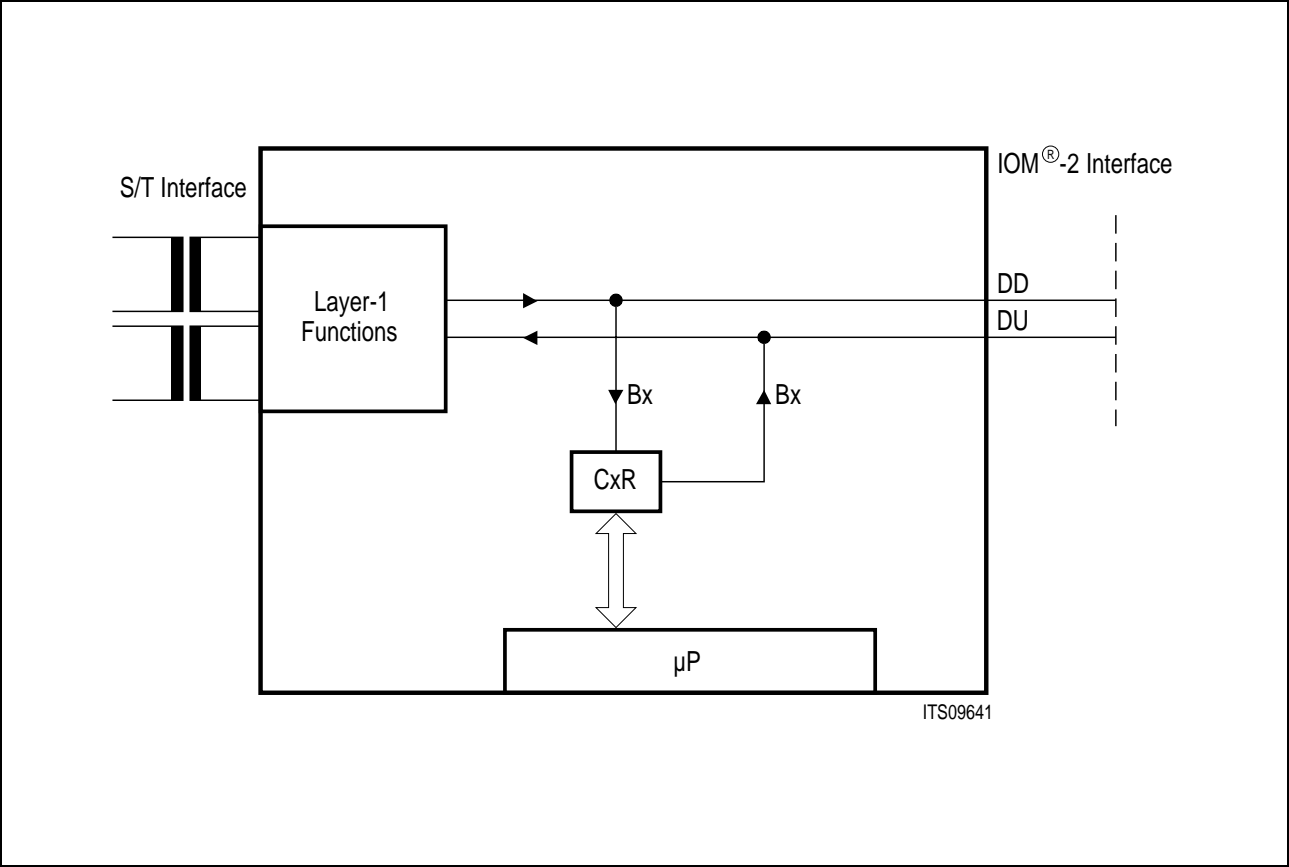 S/T Interface
IOM®-2 Interface
Layer-1
Functions
DD
DU
Bx
Bx
CxR
µP
ITS09641